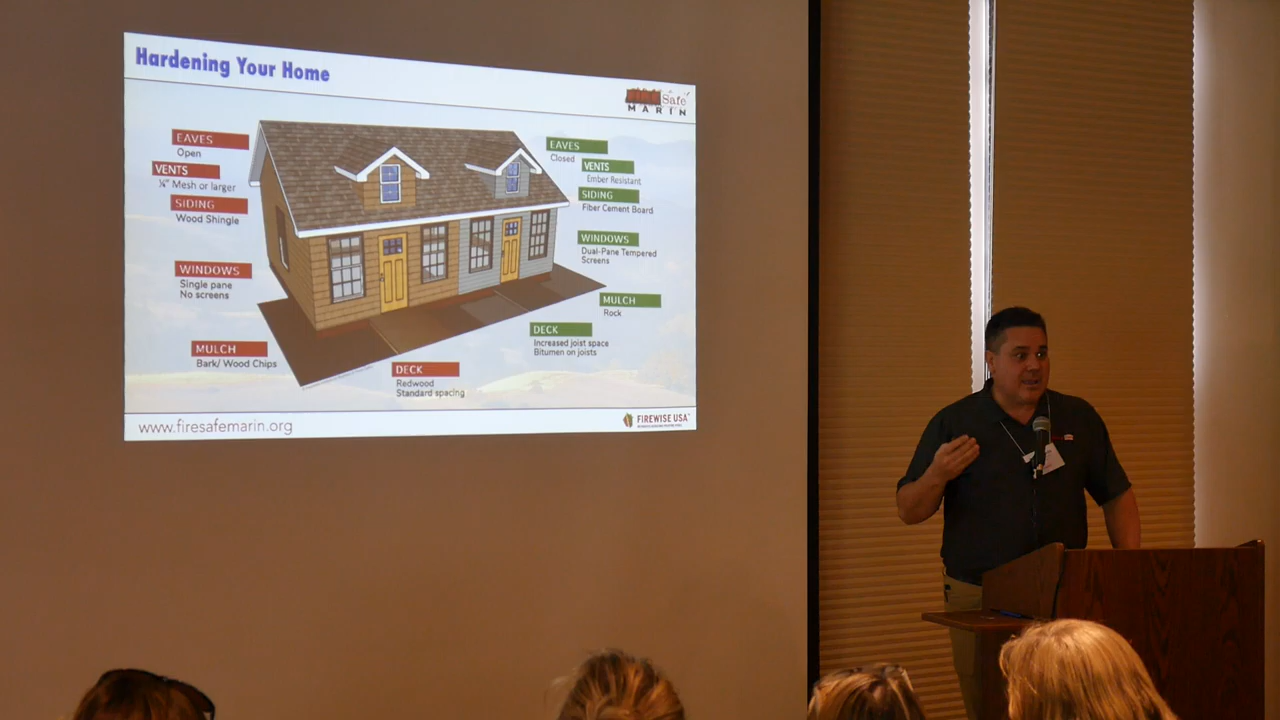 Hardening Your Home
FIRE Safe
MARIN
EAVES
Open
VENTS
¼" Mesh or larger
SIDING
Wood Shingle
WINDOWS
Single pane
No screens
MULCH
Bark/ Wood Chips
DECK
Redwood
Standard spacing
EAVES
Closed
VENTS
Ember Resistant
SIDING
Fiber Cement Board
WINDOWS
Dual-Pane Tempered
Screens
MULCH
Rock
DECK
Increased joist space
Bitumen on joists
www.firesafemarin.org
FIREWISE USA™